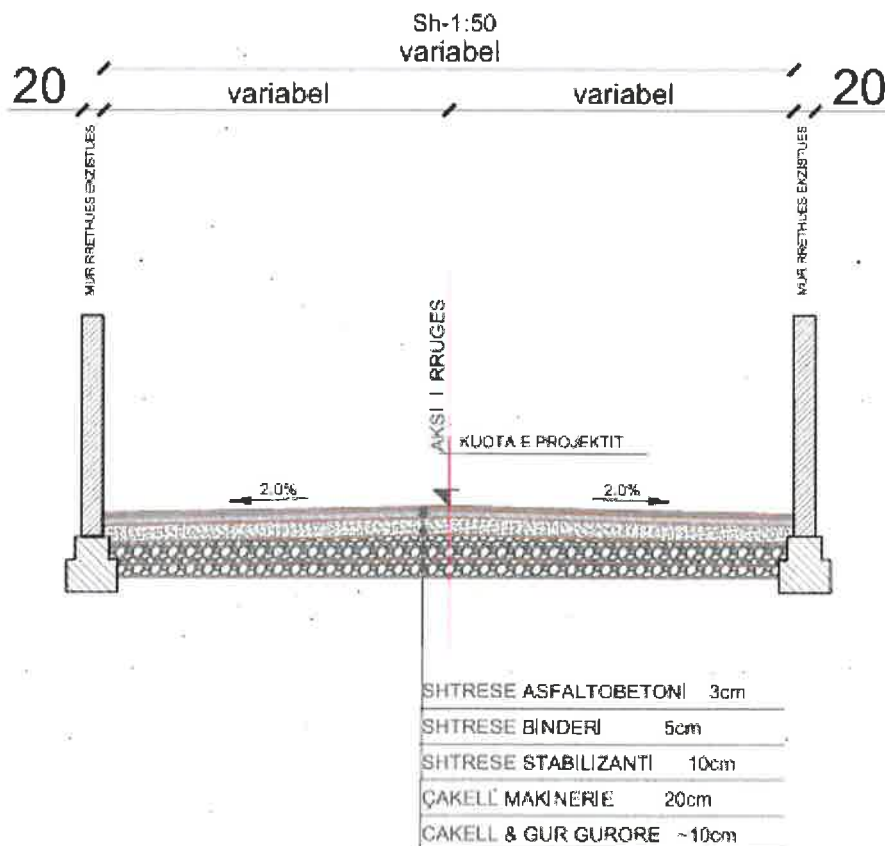 Sh-1:50
variabel
20 variabel variabel 20
MUR RRETHUES EKZISTUES
MUR RRETHUES EKZISTUES
AKSI I RRUGES
KUOTA E PROJEKTIT
2.0% 2.0%
SHTRESE ASFALTOBETONI 3cm
SHTRESE BINDERI 5cm
SHTRESE STABILIZANTI 10cm
ÇAKELL MAKINERIE 20cm
CAKELL & GUR GURORE ~10cm